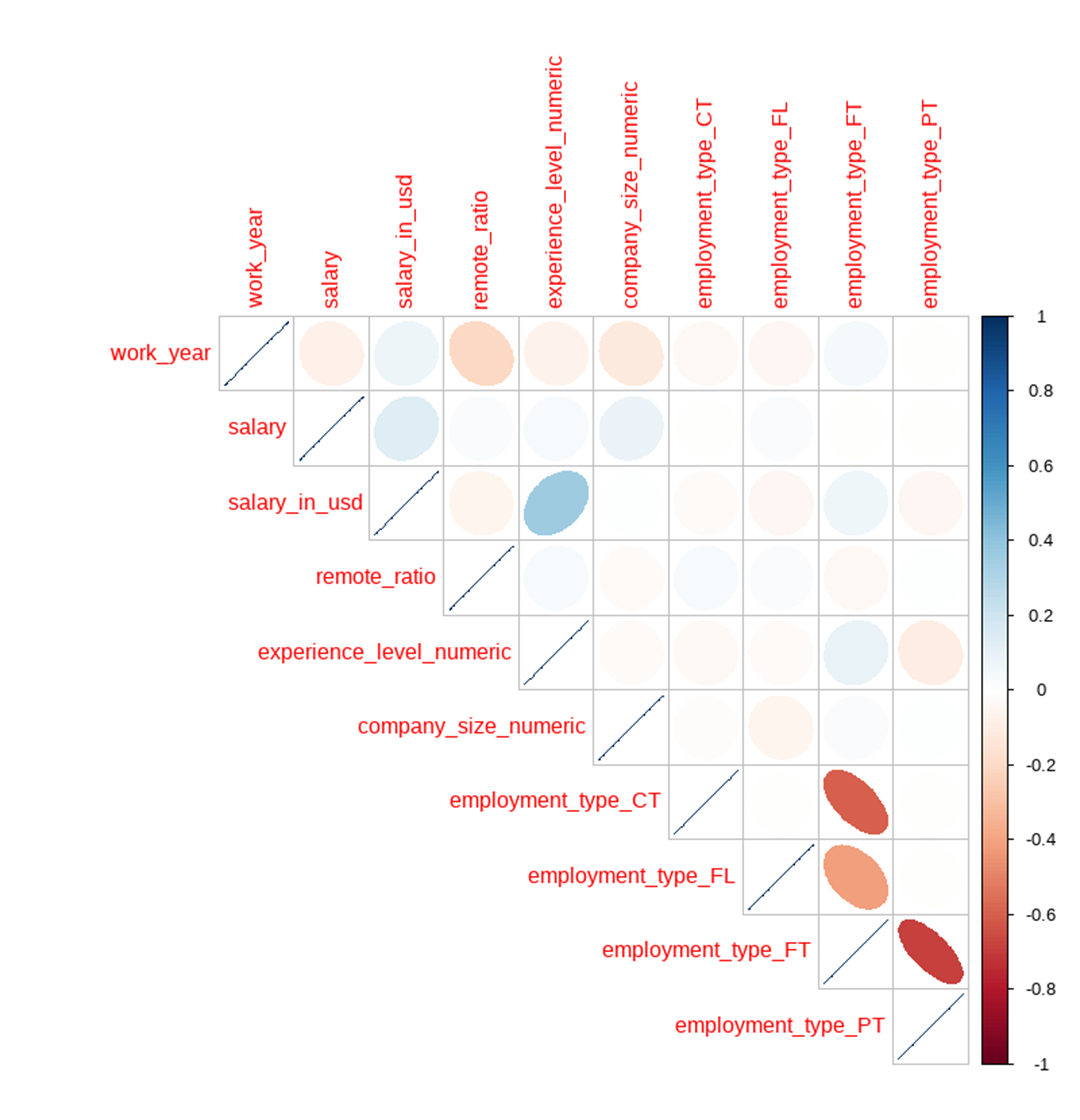 work_year
salary
salary_in_usd
remote_ratio
experience_level_numeric
company_size_numeric
employment_type_CT
employment_type_FL
employment_type_FT
employment_type_PT
work_year
salary
salary_in_usd
remote_ratio
experience_level_numeric
company_size_numeric
employment_type_CT
employment_type_FL
employment_type_FT
employment_type_PT
1
0.8
0.6
0.4
0.2
0
-0.2
-0.4
-0.6
-0.8
-1